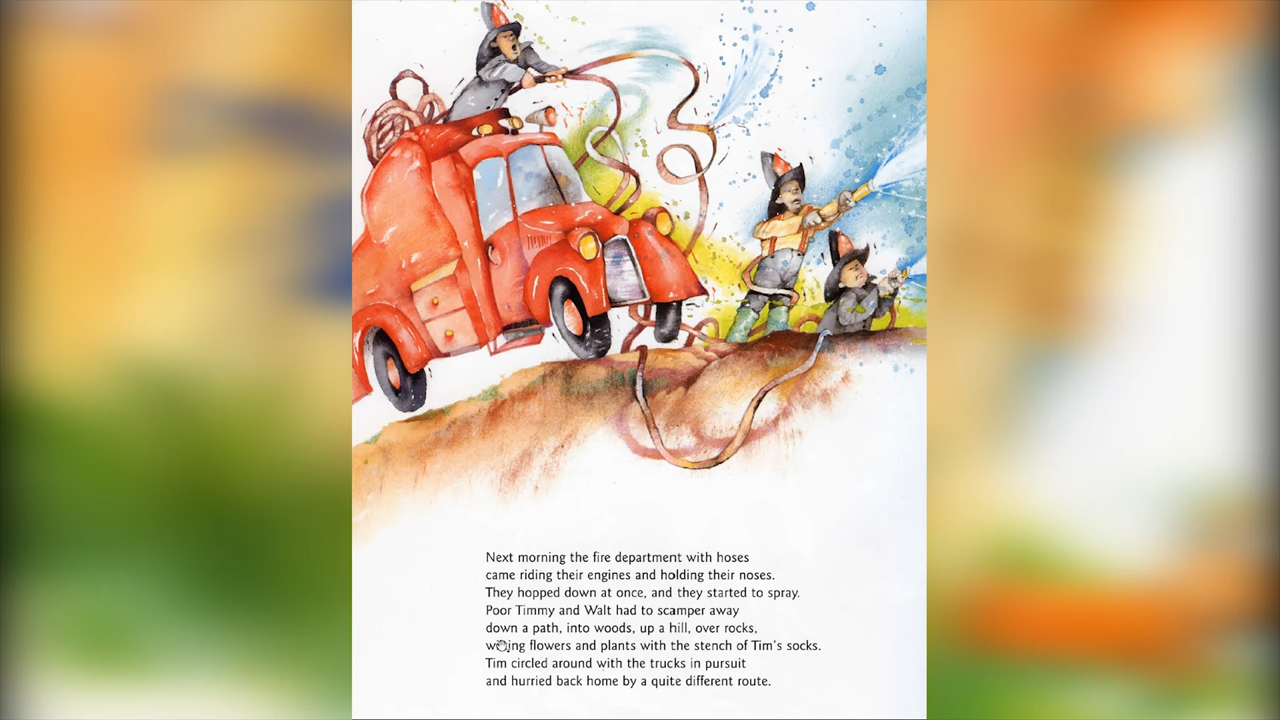 Next morning the fire department with hoses
came riding their engines and holding their noses.
They hopped down at once, and they started to spray.
Poor Timmy and Walt had to scamper away
down a path, into woods, up a hill, over rocks,
flowers and plants with the stench of Tim's socks.
Tim circled around with the trucks in pursuit
and hurried back home by a quite different route.